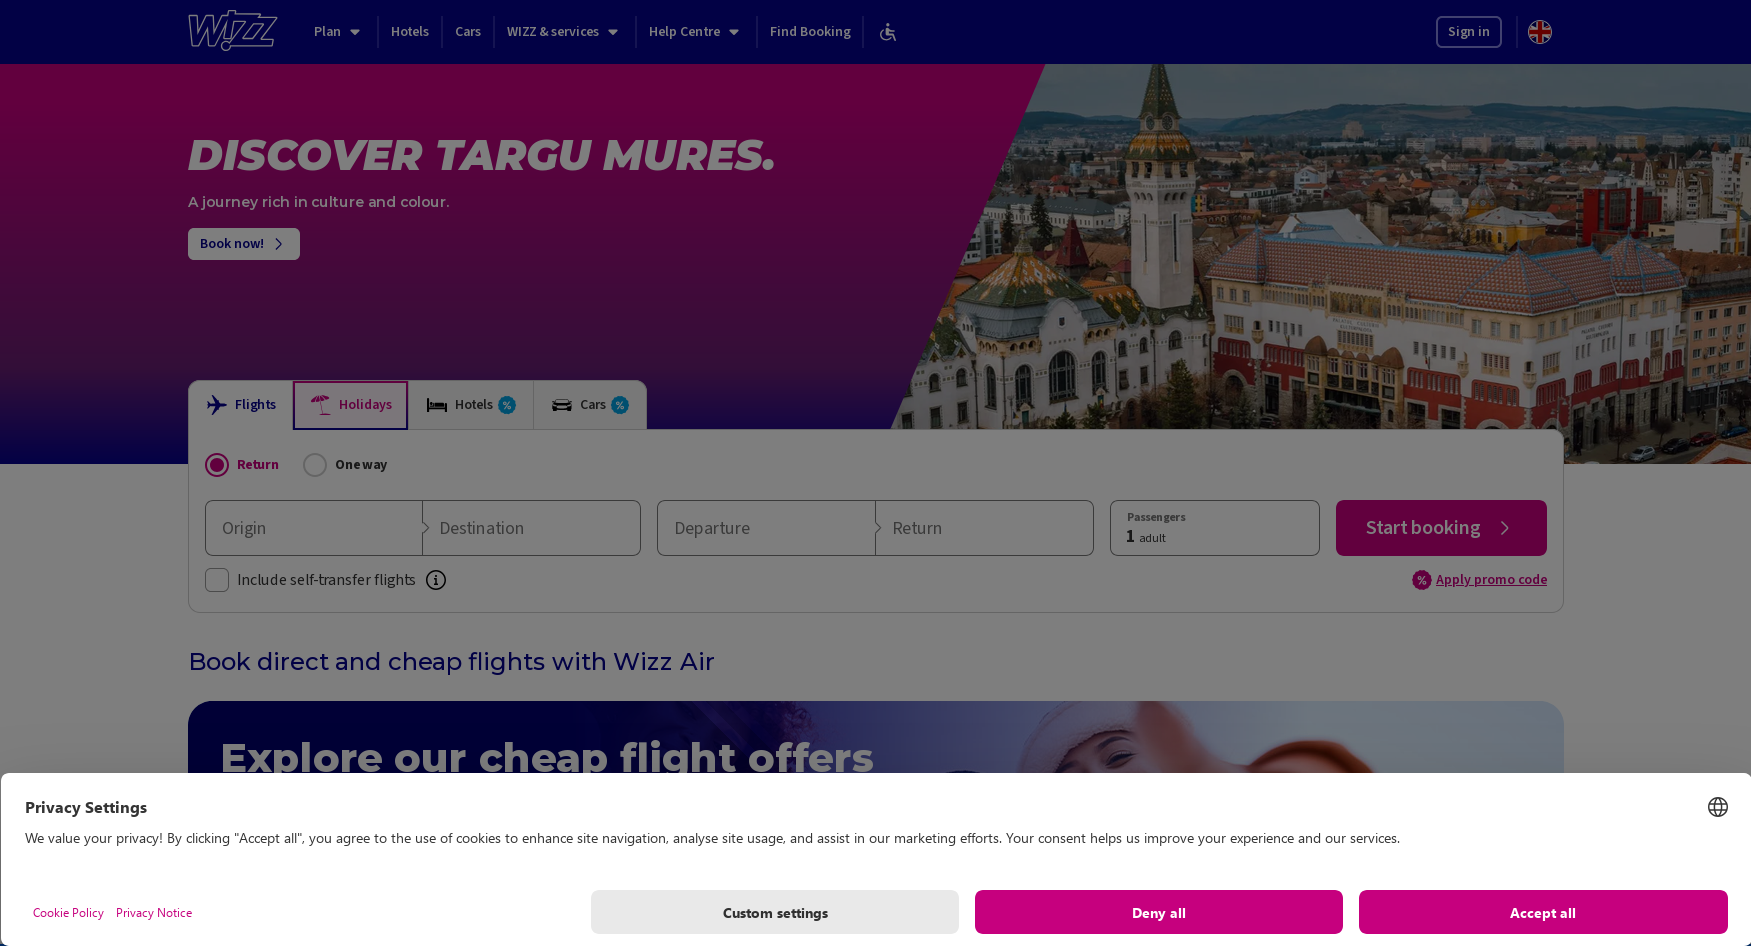 WIZZ
Plan
Hotels
Cars
WIZZ & services
Help Centre
Find Booking
Sign in
DISCOVER TARGU MURES.
A journey rich in culture and colour.
Book now!
Flights
Holidays
Hotels %
Cars %
Return
One way
Origin
Destination
Departure
Return
Passengers
1 adult
Start booking
Include self-transfer flights
% Apply promo code
Book direct and cheap flights with Wizz Air
Explore our cheap flight offers
Privacy Settings
We value your privacy! By clicking "Accept all", you agree to the use of cookies to enhance site navigation, analyse site usage, and assist in our marketing efforts. Your consent helps us improve your experience and our services.
Cookie Policy
Privacy Notice
Custom settings
Deny all
Accept all